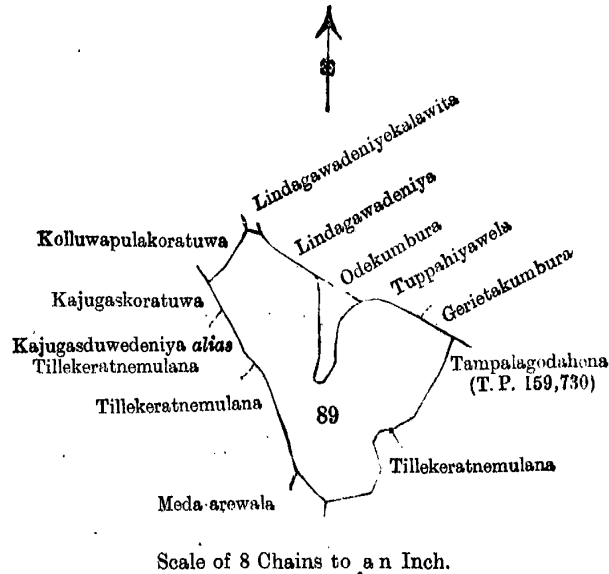 Lindagawadeniyekalawita
Lindagawadeniya
Odekumbura
Tuppahiyawela
Gerietakumbura
Kolluwapulakoratuwa
Kajugaskoratuwa
Kajugasduwedeniya alias
Tillekeratnemulana
Tillekeratnemulana
Tampalagodahena
(T. P. 159,730)
89
Tillekeratnemulana
Meda-arewala
Scale of 8 Chains to an Inch.